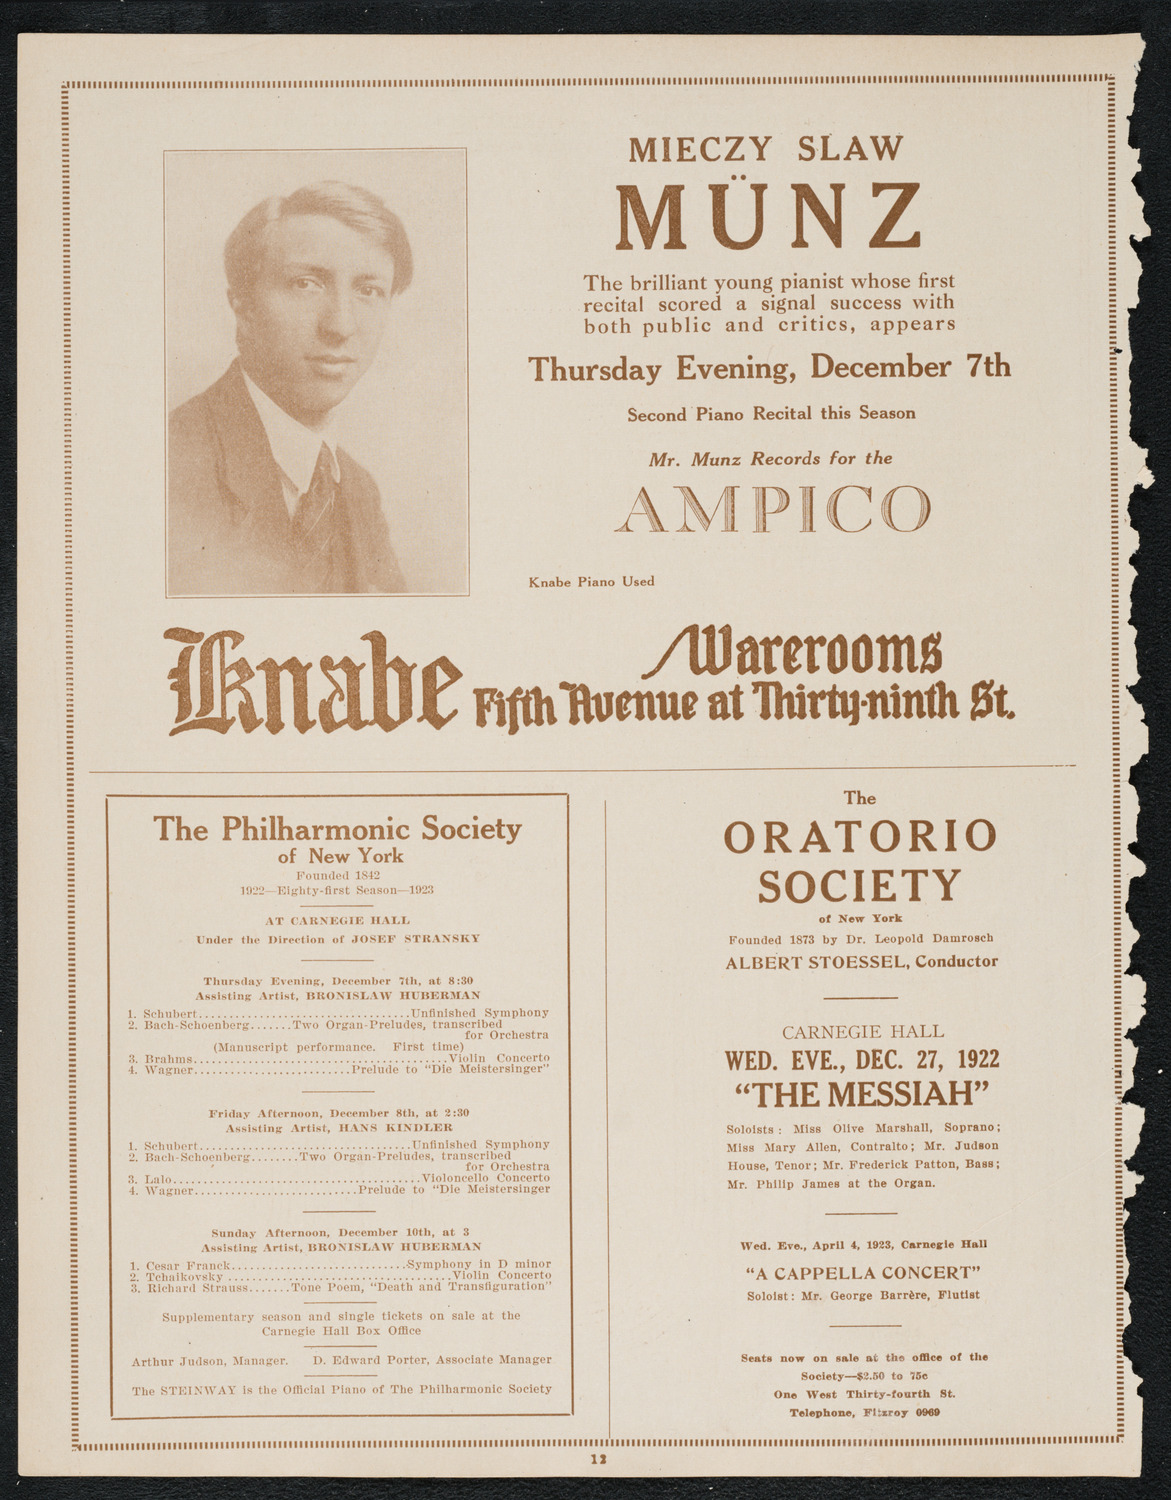 MIECZY SLAW
MÜNZ
The brilliant young pianist whose first
recital scored a signal success with
both public and critics, appears
Thursday Evening, December 7th
Second Piano Recital this Season
Mr. Munz Records for the
AMPICO
Knabe Piano Used
Knabe Warerooms
Fifth Avenue at Thirty-ninth St.
The Philharmonic Society
of New York
Founded 1842
1922—Eighty-first Season—1923
AT CARNEGIE HALL
Under the Direction of JOSEF STRANSKY
Thursday Evening, December 7th, at 8:30
Assisting Artist, BRONISLAW HUBERMAN
1. Schubert................................Unfinished Symphony
2. Bach-Schoenberg.......Two Organ-Preludes, transcribed
for Orchestra
(Manuscript performance. First time)
3. Brahms......................................Violin Concerto
4. Wagner........................Prelude to "Die Meistersinger"
Friday Afternoon, December 8th, at 2:30
Assisting Artist, HANS KINDLER
1. Schubert................................Unfinished Symphony
2. Bach-Schoenberg........Two Organ-Preludes, transcribed
for Orchestra
3. Lalo.....................................Violoncello Concerto
4. Wagner.........................Prelude to "Die Meistersinger
Sunday Afternoon, December 10th, at 3
Assisting Artist, BRONISLAW HUBERMAN
1. Cesar Franck..........................Symphony in D minor
2. Tchaikovsky..................................Violin Concerto
3. Richard Strauss.......Tone Poem, "Death and Transfiguration"
Supplementary season and single tickets on sale at the
Carnegie Hall Box Office
Arthur Judson, Manager. D. Edward Porter, Associate Manager
The STEINWAY is the Official Piano of The Philharmonic Society
The
ORATORIO
SOCIETY
of New York
Founded 1873 by Dr. Leopold Damrosch
ALBERT STOESSEL, Conductor
CARNEGIE HALL
WED. EVE., DEC. 27, 1922
"THE MESSIAH"
Soloists: Miss Olive Marshall, Soprano;
Miss Mary Allen, Contralto; Mr. Judson
House, Tenor; Mr. Frederick Patton, Bass;
Mr. Philip James at the Organ.
Wed. Eve., April 4, 1923, Carnegie Hall
"A CAPPELLA CONCERT"
Soloist: Mr. George Barrère, Flutist
Seats now on sale at the office of the
Society—$2.50 to 75c
One West Thirty-fourth St.
Telephone, Fitzroy 0969
12